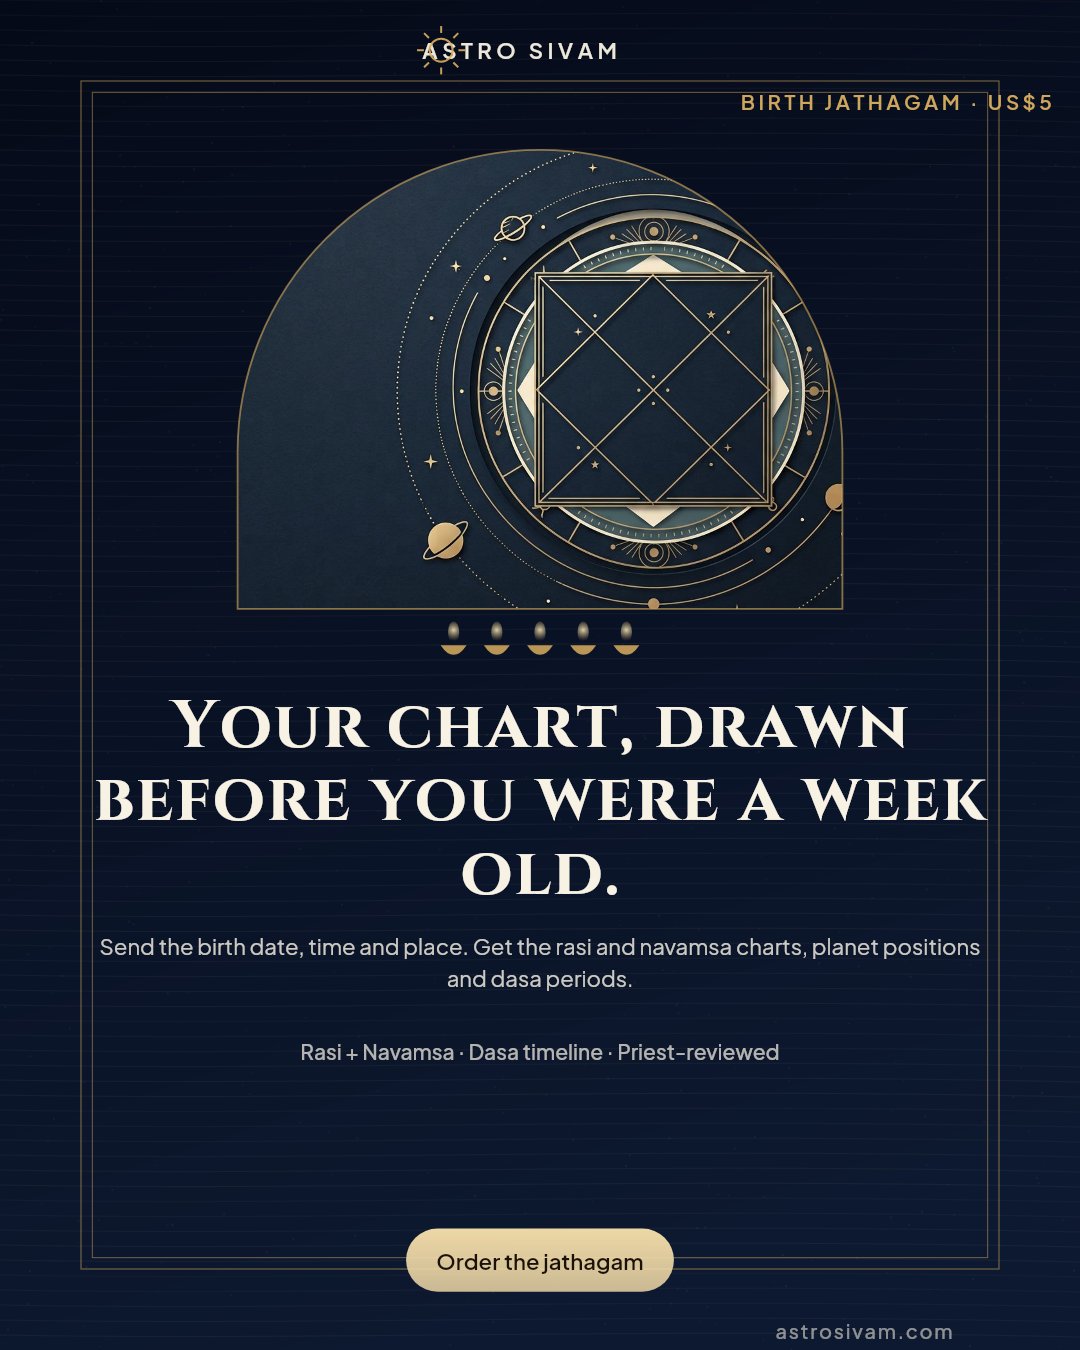 ASTRO SIVAM
BIRTH JATHAGAM · US$5
YOUR CHART, DRAWN
BEFORE YOU WERE A WEEK
OLD.
Send the birth date, time and place. Get the rasi and navamsa charts, planet positions
and dasa periods.
Rasi + Navamsa · Dasa timeline · Priest-reviewed
Order the jathagam
astrosivam.com